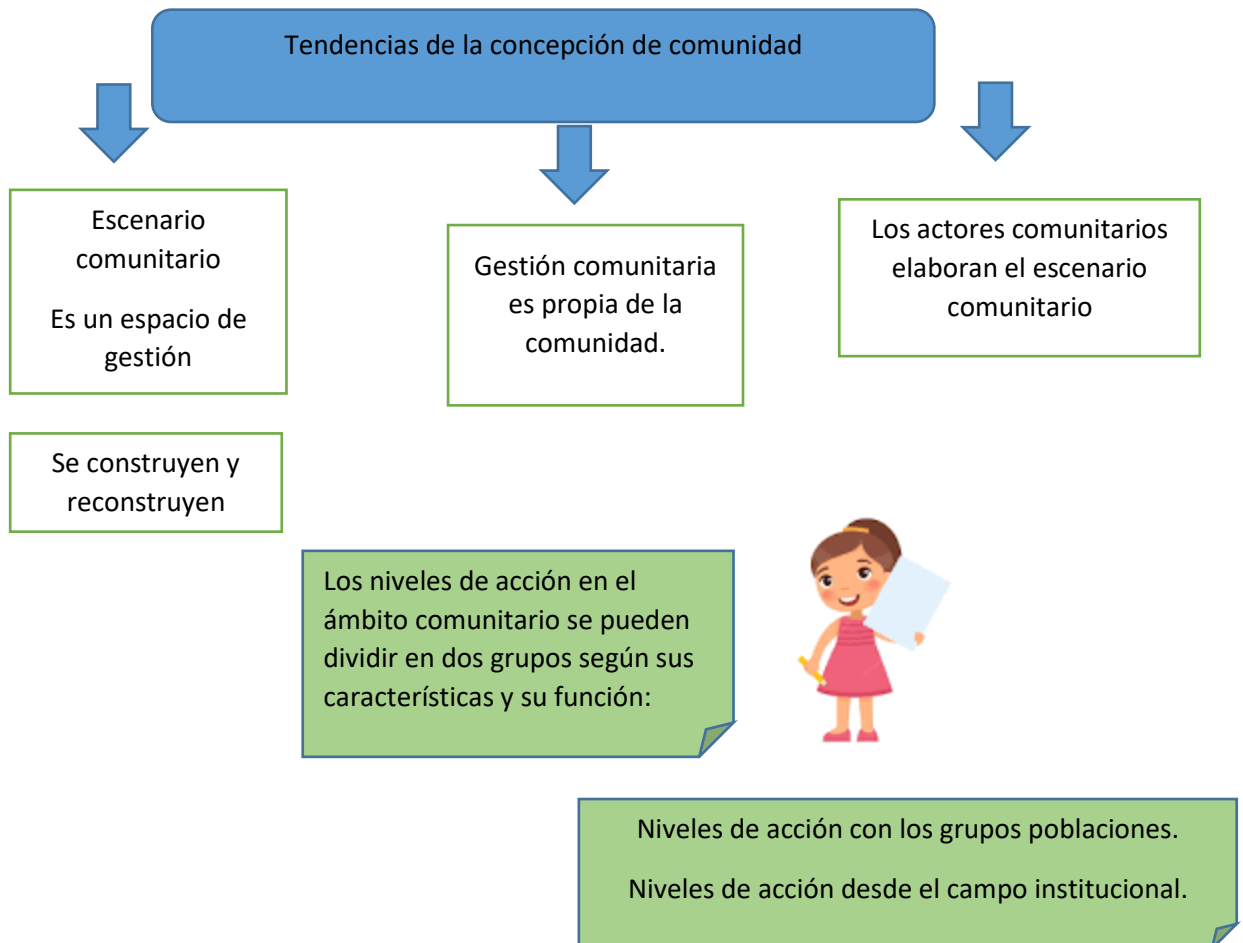 Tendencias de la concepción de comunidad
Escenario
comunitario
Es un espacio de
gestión
Gestión comunitaria
es propia de la
comunidad.
Los actores comunitarios
elaboran el escenario
comunitario
Se construyen y
reconstruyen
Los niveles de acción en el
ámbito comunitario se pueden
dividir en dos grupos según sus
características y su función:
Niveles de acción con los grupos poblaciones.
Niveles de acción desde el campo institucional.